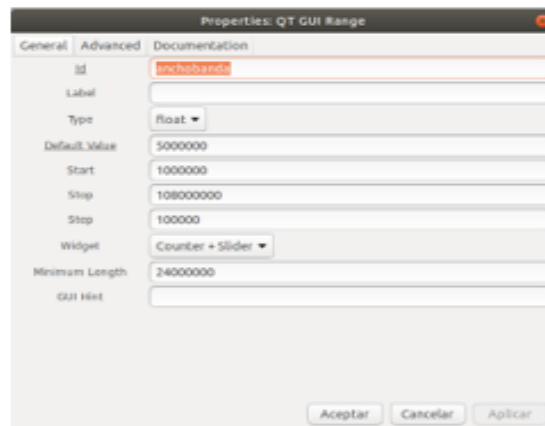 Properties: QT GUI Range
General Advanced Documentation
Id anchobanda
Label
Type float
Default Value 5000000
Start 1000000
Stop 108000000
Step 100000
Widget Counter + Slider
Minimum Length 24000000
GUI Hint
Aceptar Cancelar Aplicar